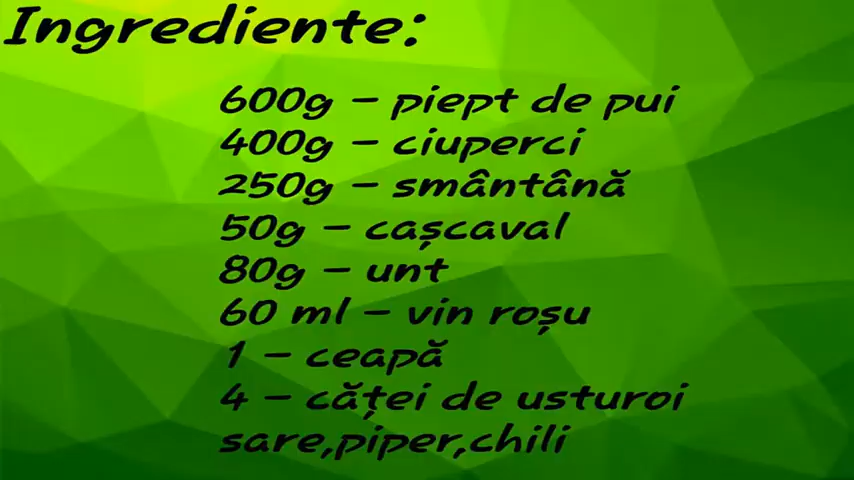 Ingrediente:
600g – piept de pui
400g – ciuperci
250g – smântână
50g – cașcaval
80g – unt
60 ml – vin roșu
1 – ceapă
4 – căței de usturoi
sare,piper,chili